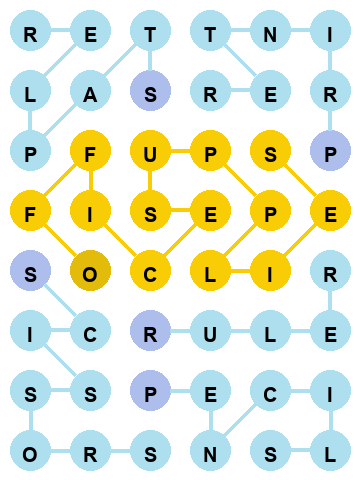 R E T T N I
L A S R E R
P F U P S P
F I S E P E
S O C L I R
I C R U L E
S S P E C I
O R S N S L